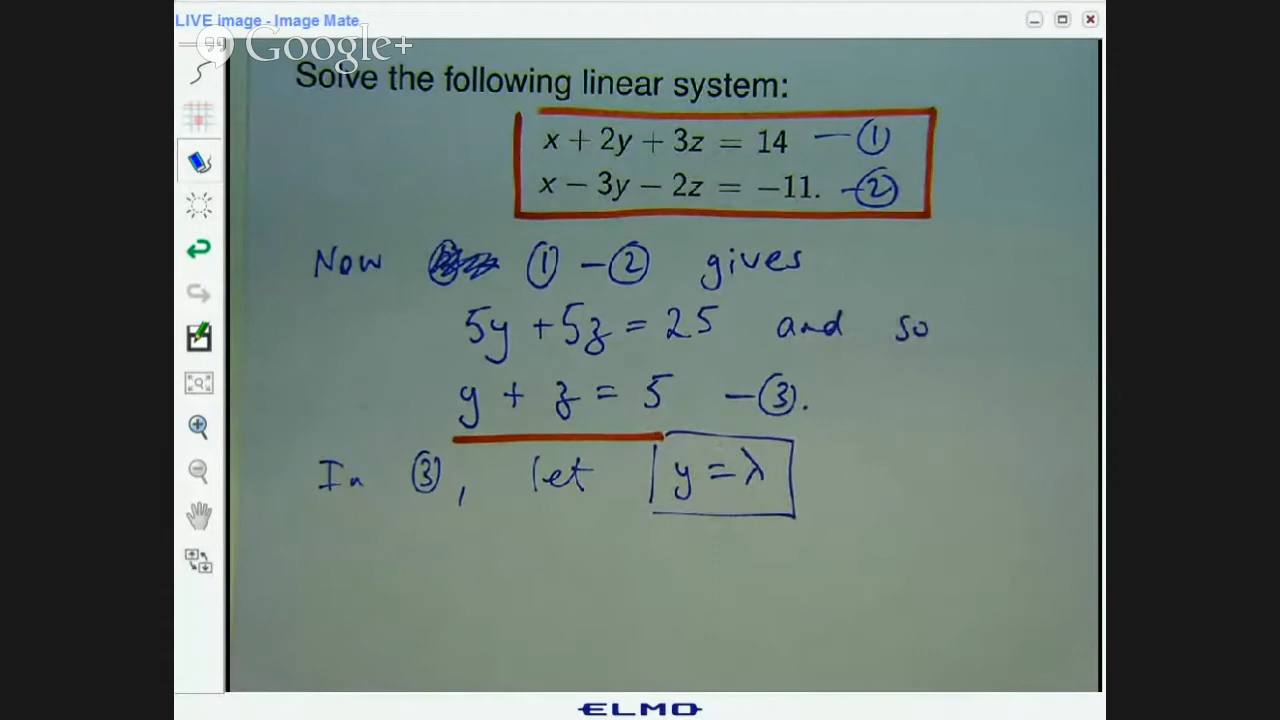 LIVE image - Image Mate
Google+
Solve the following linear system:
x + 2y + 3z = 14 — ①
x − 3y − 2z = −11. — ②
Now ① − ② gives
5y + 5z = 25 and so
y + z = 5 — ③.
In ③, let y = λ
ELMO